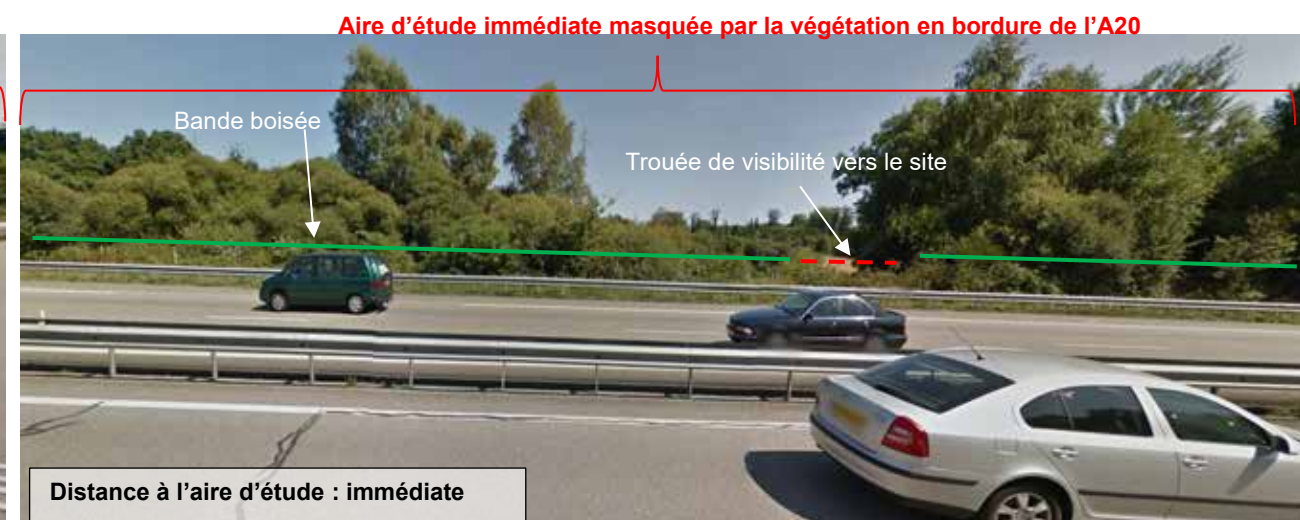 Aire d’étude immédiate masquée par la végétation en bordure de l’A20
Bande boisée
Trouée de visibilité vers le site
Distance à l’aire d’étude : immédiate